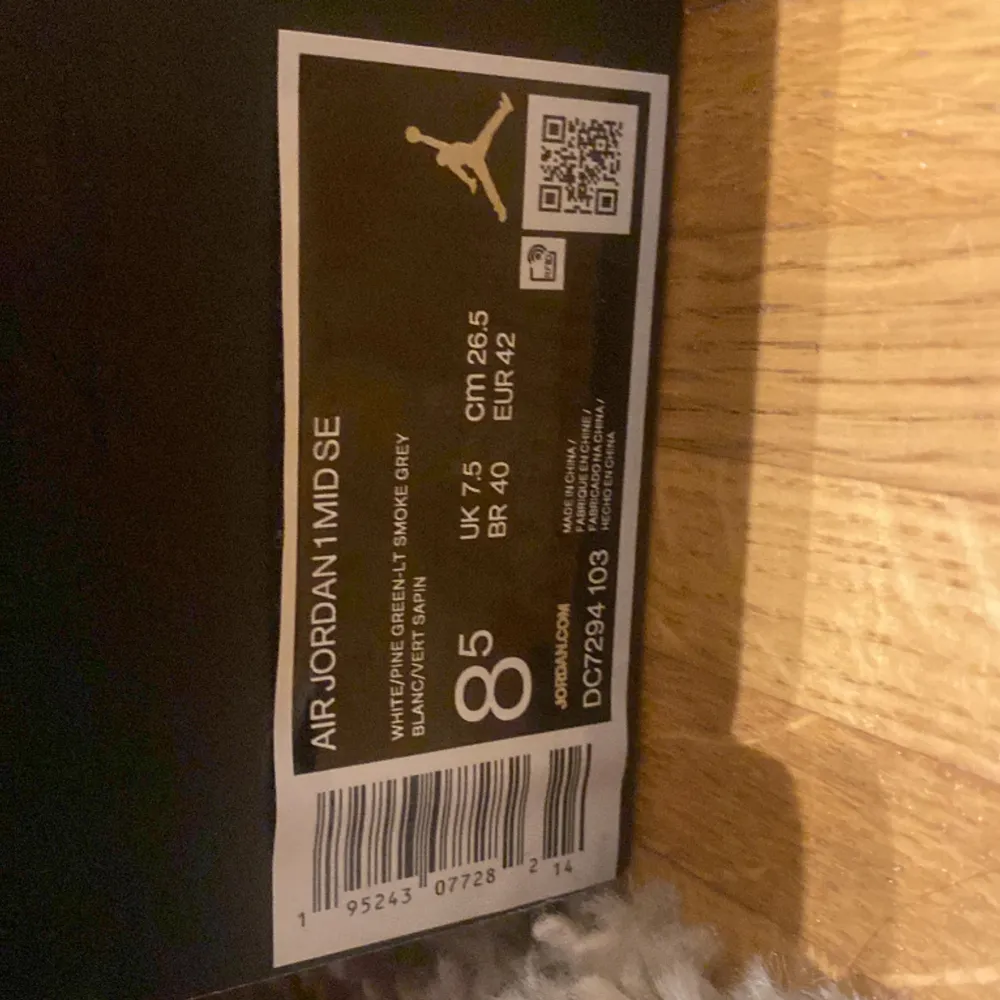 AIR JORDAN 1 MID SE
WHITE/PINE GREEN-LT SMOKE GREY
BLANC/VERT SAPIN
8 5
UK 7.5 cm 26.5
BR 40 EUR 42
JORDAN.COM
DC7294 103
MADE IN CHINA /
FABRIQUE EN CHINE /
FABRICADO NA CHINA /
HECHO EN CHINA
RFID
1 95243 07728 2 14